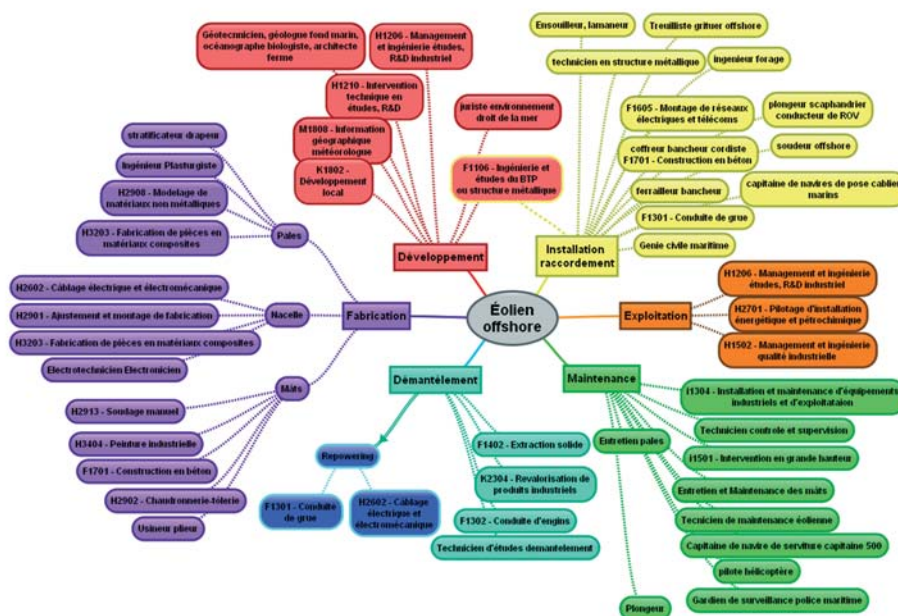 Éolien
offshore
Développement
Géotecnnicien, géologue fond marin,
océanographe biologiste, architecte
ferme
H1206 - Management
et ingénierie études,
R&D industriel
H1210 - Intervention
technique en
études, R&D
M1808 - Information
géographique
météorologue
K1802 -
Développement
local
juriste environnement
droit de la mer
F1106 - Ingénierie et
études du BTP
ou structure métallique
Installation
raccordement
Ensouilleur, lamaneur
Treuilliste grituer offshore
technicien en structure métallique
ingenieur forage
F1605 - Montage de réseaux
électriques et télécoms
plongeur scaphandrier
conducteur de ROV
coffreur bancheur cordiste
F1701 - Construction en béton
soudeur offshore
ferrailleur bancheur
capitaine de navires de pose cablier
marins
F1301 - Conduite de grue
Genie civile maritime
Exploitation
H1206 - Management et ingénierie
études, R&D industriel
H2701 - Pilotage d'installation
énergétique et pétrochimique
H1502 - Management et ingénierie
qualité industrielle
Maintenance
I1304 - Installation et maintenance d'équipements
industriels et d'exploitataion
Technicien controle et supervision
Entretien pales
I1501 - Intervention en grande hauteur
Entretien et Maintenance des mâts
Tecnicien de maintenance éolienne
Capitaine de navire de serviture capitaine 500
pilote hélicoptère
Gardien de surveillance police maritime
Plongeur
Démantèlement
F1402 - Extraction solide
K2304 - Revalorisation de
produits industriels
F1302 - Conduite d'engins
Technicien d'études demantelement
Repowering
F1301 - Conduite
de grue
H2602 - Câblage
électrique et
électromécanique
Fabrication
Pales
stratificateur drapeur
Ingénieur Plasturgiste
H2908 - Modelage de
matériaux non métalliques
H3203 - Fabrication de pièces en
matériaux composites
Nacelle
H2602 - Câblage électrique et électromécanique
H2901 - Ajustement et montage de fabrication
H3203 - Fabrication de pièces en matériaux composites
Electrotechnicien Electronicien
Mâts
H2913 - Soudage manuel
H3404 - Peinture industrielle
F1701 - Construction en béton
H2902 - Chaudronnerie-tôlerie
Usineur plieur